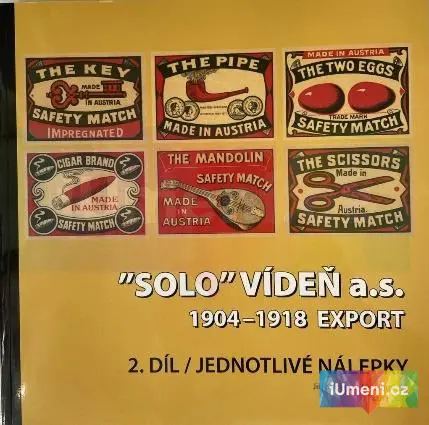 THE KEY
MADE
IN AUSTRIA
SAFETY MATCH
IMPREGNATED
THE PIPE
MADE IN AUSTRIA
MADE IN AUSTRIA
THE TWO EGGS
TRADE MARK
SAFETY MATCH
CIGAR BRAND
MADE
IN AUSTRIA
SAFETY MATCH
THE MANDOLIN
SAFETY MATCH
MADE
IN
AUSTRIA
THE SCISSORS
Made in
Austria.
SAFETY MATCH
"SOLO" VÍDEŇ a.s.
1904–1918 EXPORT
2. DÍL / JEDNOTLIVÉ NÁLEPKY
iUmeni.cz